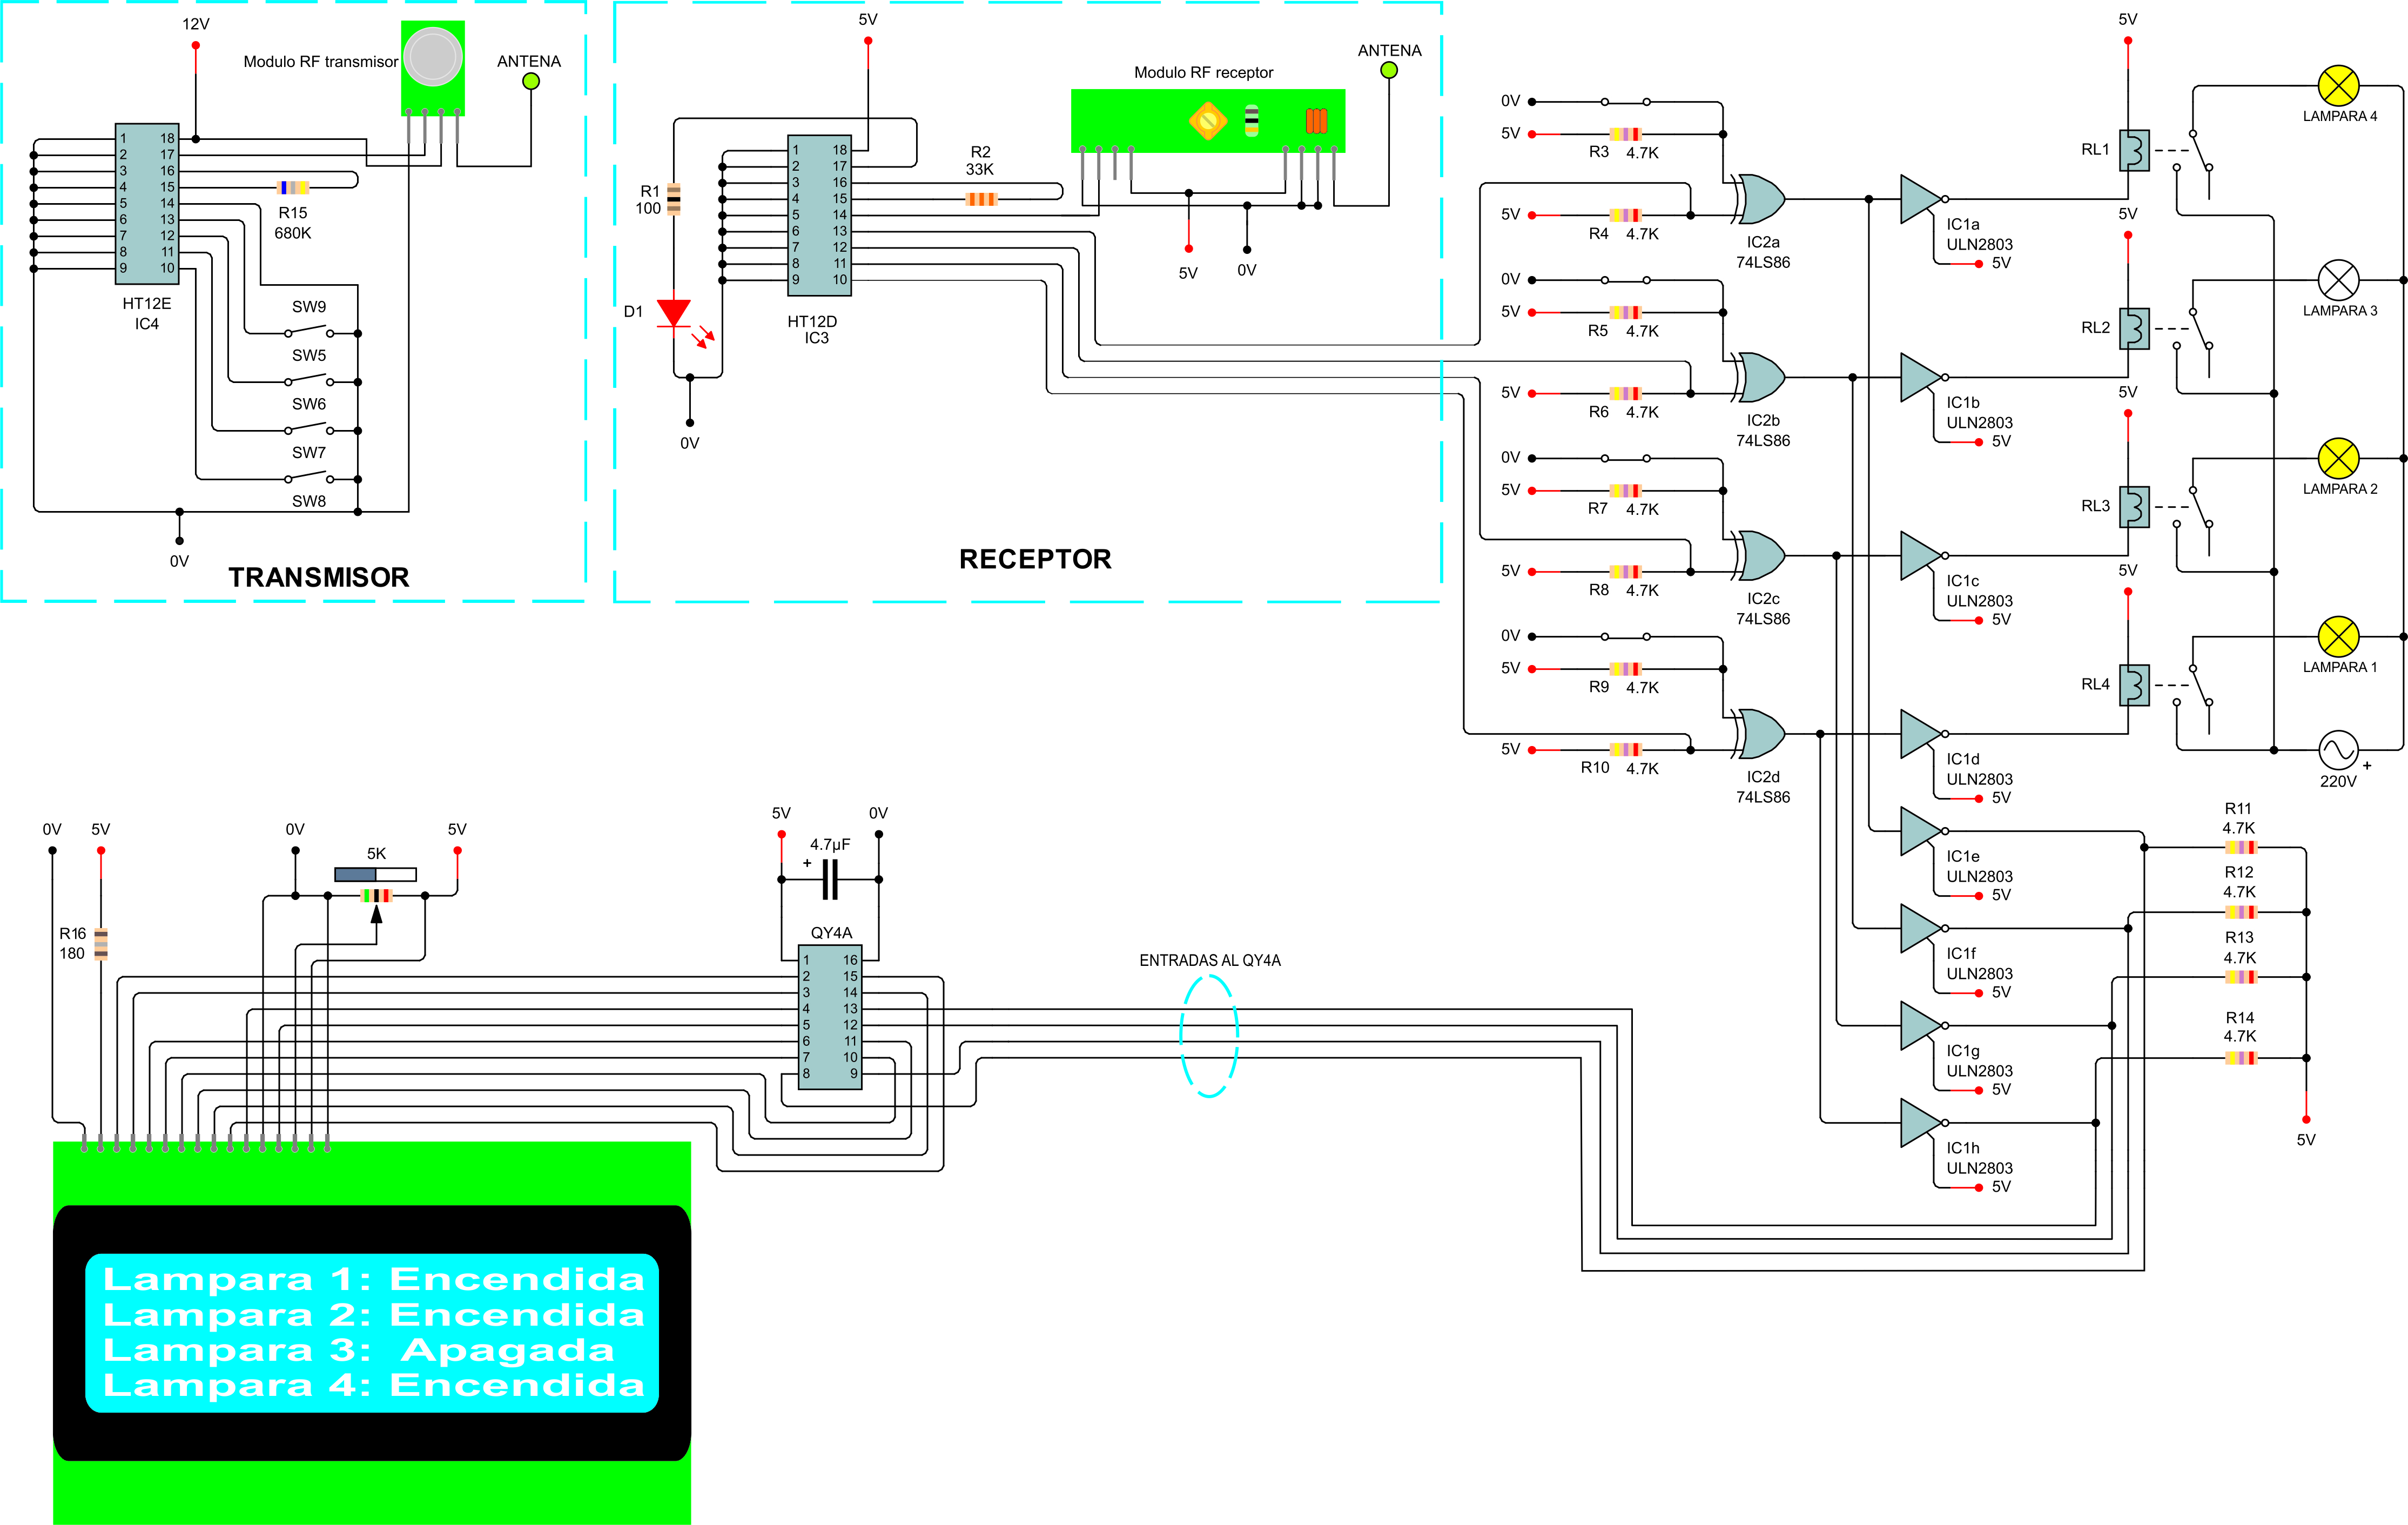 12V
Modulo RF transmisor
ANTENA
1 18
2 17
3 16
4 15
5 14
6 13
7 12
8 11
9 10
R15
680K
HT12E
IC4
SW9
SW5
SW6
SW7
SW8
0V
TRANSMISOR
5V
Modulo RF receptor
ANTENA
R1
100
D1
1 18
2 17
3 16
4 15
5 14
6 13
7 12
8 11
9 10
R2
33K
HT12D
IC3
5V
0V
0V
RECEPTOR
0V
5V
R3 4.7K
5V
R4 4.7K
IC2a
74LS86
IC1a
ULN2803
5V
0V
5V
R5 4.7K
5V
R6 4.7K
IC2b
74LS86
IC1b
ULN2803
5V
0V
5V
R7 4.7K
5V
R8 4.7K
IC2c
74LS86
IC1c
ULN2803
5V
0V
5V
R9 4.7K
5V
R10 4.7K
IC2d
74LS86
IC1d
ULN2803
5V
5V
RL1
LAMPARA 4
5V
RL2
LAMPARA 3
5V
RL3
LAMPARA 2
5V
RL4
LAMPARA 1
220V
+
IC1e
ULN2803
5V
IC1f
ULN2803
5V
IC1g
ULN2803
5V
IC1h
ULN2803
5V
R11
4.7K
R12
4.7K
R13
4.7K
R14
4.7K
5V
0V
5V
R16
180
0V
5K
5V
5V
0V
4.7µF
+
QY4A
1 16
2 15
3 14
4 13
5 12
6 11
7 10
8 9
ENTRADAS AL QY4A
Lampara 1: Encendida
Lampara 2: Encendida
Lampara 3: Apagada
Lampara 4: Encendida